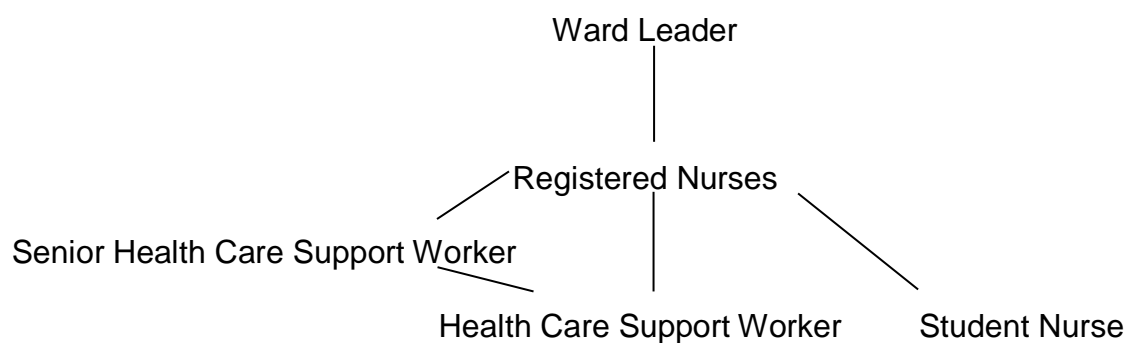 Ward Leader
Registered Nurses
Senior Health Care Support Worker
Health Care Support Worker
Student Nurse